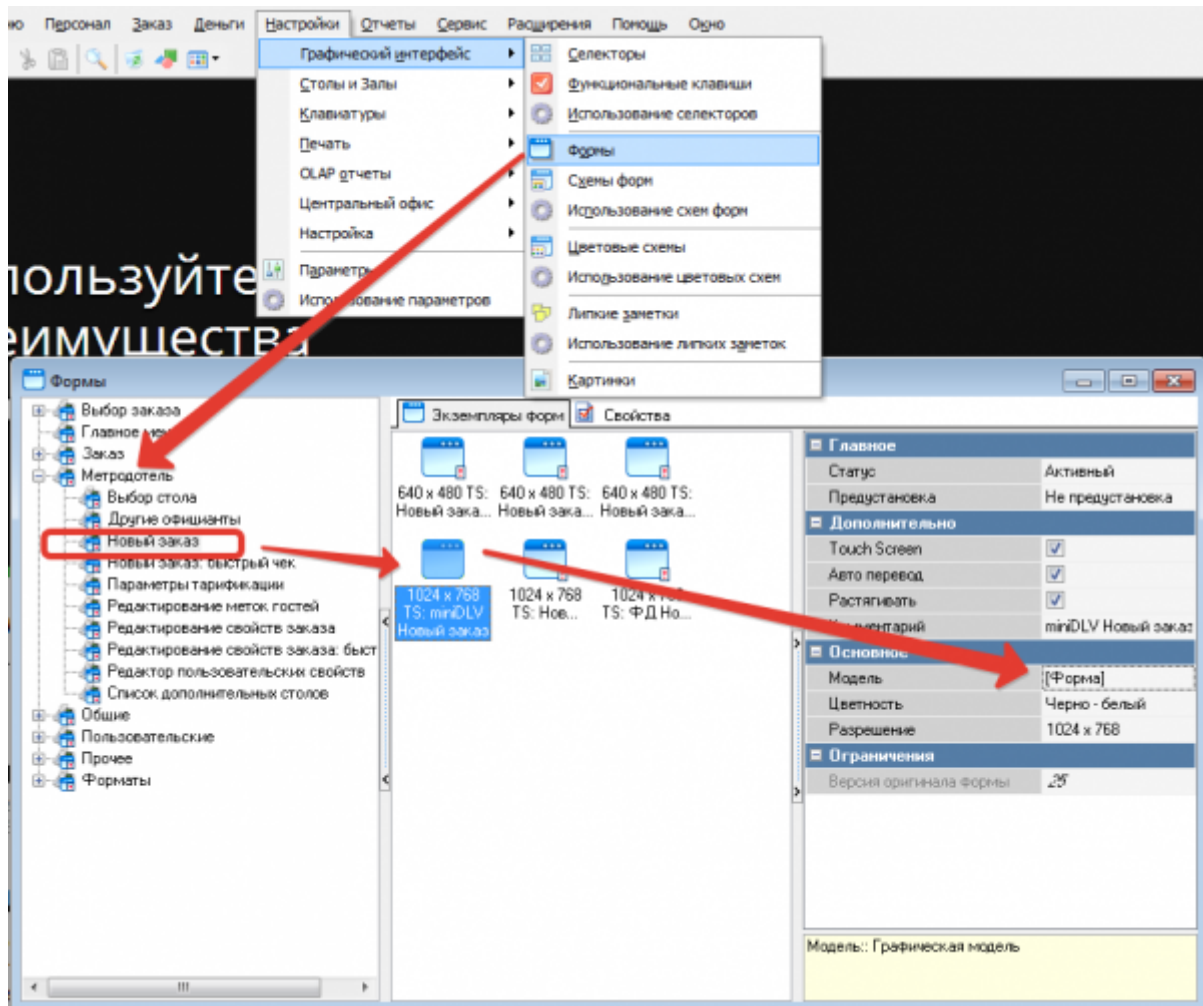 Персонал Заказ Деньги Настройки Отчеты Сервис Расширения Помощь Окно
Графический интерфейс
Столы и Залы
Клавиатуры
Печать
OLAP отчеты
Центральный офис
Настройка
Параметры
Использование параметров
Селекторы
Функциональные клавиши
Использование селекторов
Формы
Схемы форм
Использование схем форм
Цветовые схемы
Использование цветовых схем
Липкие заметки
Использование липких заметок
Картинки
пользуйте
еимущества
Формы
Выбор заказа
Главное ме
Заказ
Метродотель
Выбор стола
Другие официанты
Новый заказ
Новый заказ: быстрый чек
Параметры тарификации
Редактирование меток гостей
Редактирование свойств заказа
Редактирование свойств заказа: быст
Редактор пользовательских свойств
Список дополнительных столов
Общие
Пользовательские
Прочее
Форматы
Экземпляры форм Свойства
640 x 480 TS: 640 x 480 TS: 640 x 480 TS:
Новый зака... Новый зака... Новый зака...
1024 x 768 1024 x 768 1024 x 768
TS: miniDLV TS: Нов... TS: ФД Но...
Новый заказ
Главное
Статус Активный
Предустановка Не предустановка
Дополнительно
Touch Screen
Авто перевод
Растягивать
Комментарий miniDLV Новый заказ
Основное
Модель [Форма]
Цветность Черно - белый
Разрешение 1024 x 768
Ограничения
Версия оригинала формы 25
Модель:: Графическая модель